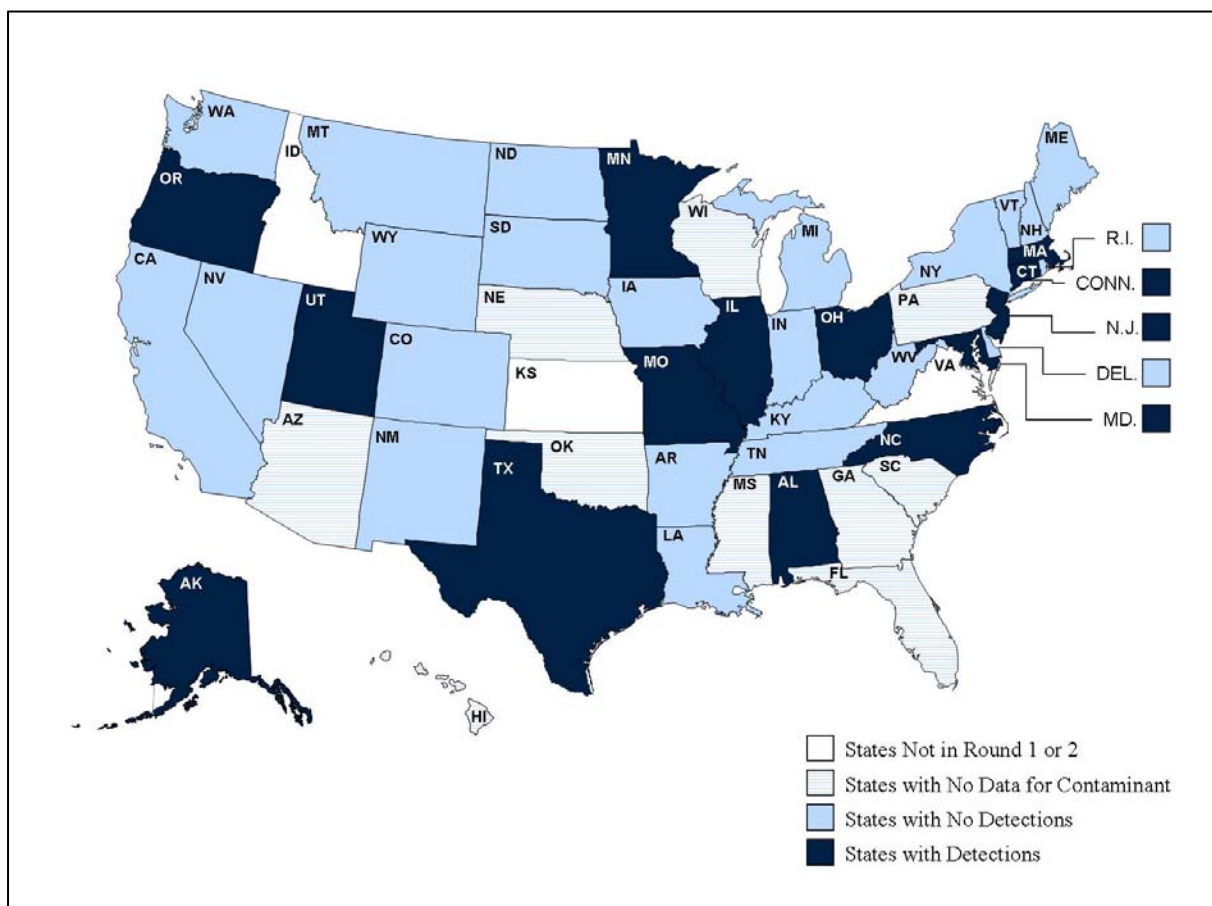 WA
MT
ID
ND
MN
ME
OR
WI
VT
MI
NH
SD
WY
MA
R.I.
CA
NV
NY
CT
IA
NE
CONN.
UT
PA
IL
OH
IN
CO
N.J.
MO
WV
KS
VA
DEL.
KY
AZ
NC
MD.
NM
OK
AR
TN
SC
TX
MS
AL
GA
LA
FL
AK
HI
States Not in Round 1 or 2
States with No Data for Contaminant
States with No Detections
States with Detections